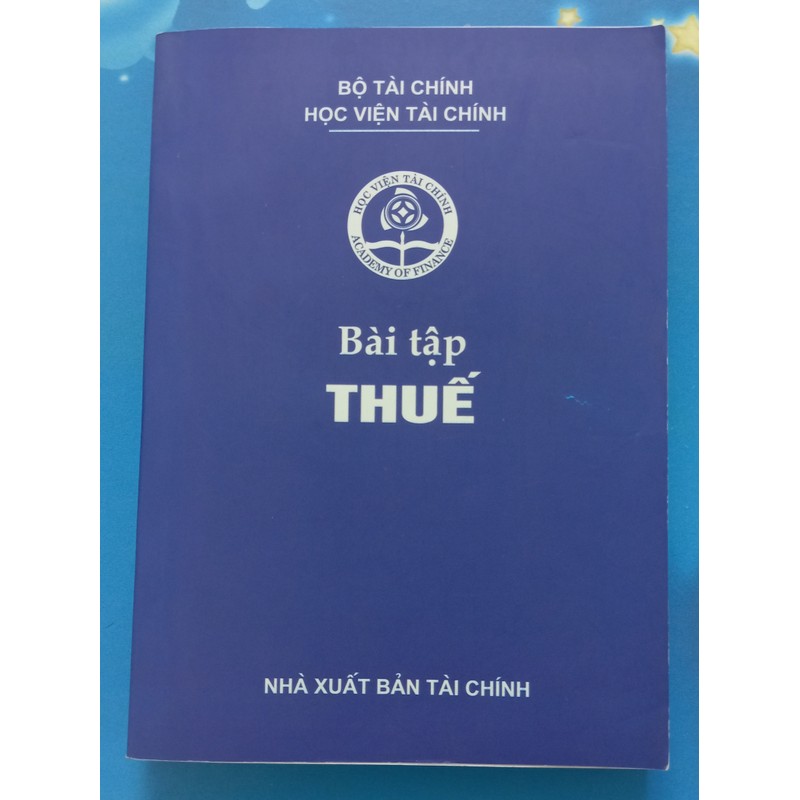 BỘ TÀI CHÍNH
HỌC VIỆN TÀI CHÍNH
HỌC VIỆN TÀI CHÍNH
ACADEMY OF FINANCE
Bài tập
THUẾ
NHÀ XUẤT BẢN TÀI CHÍNH